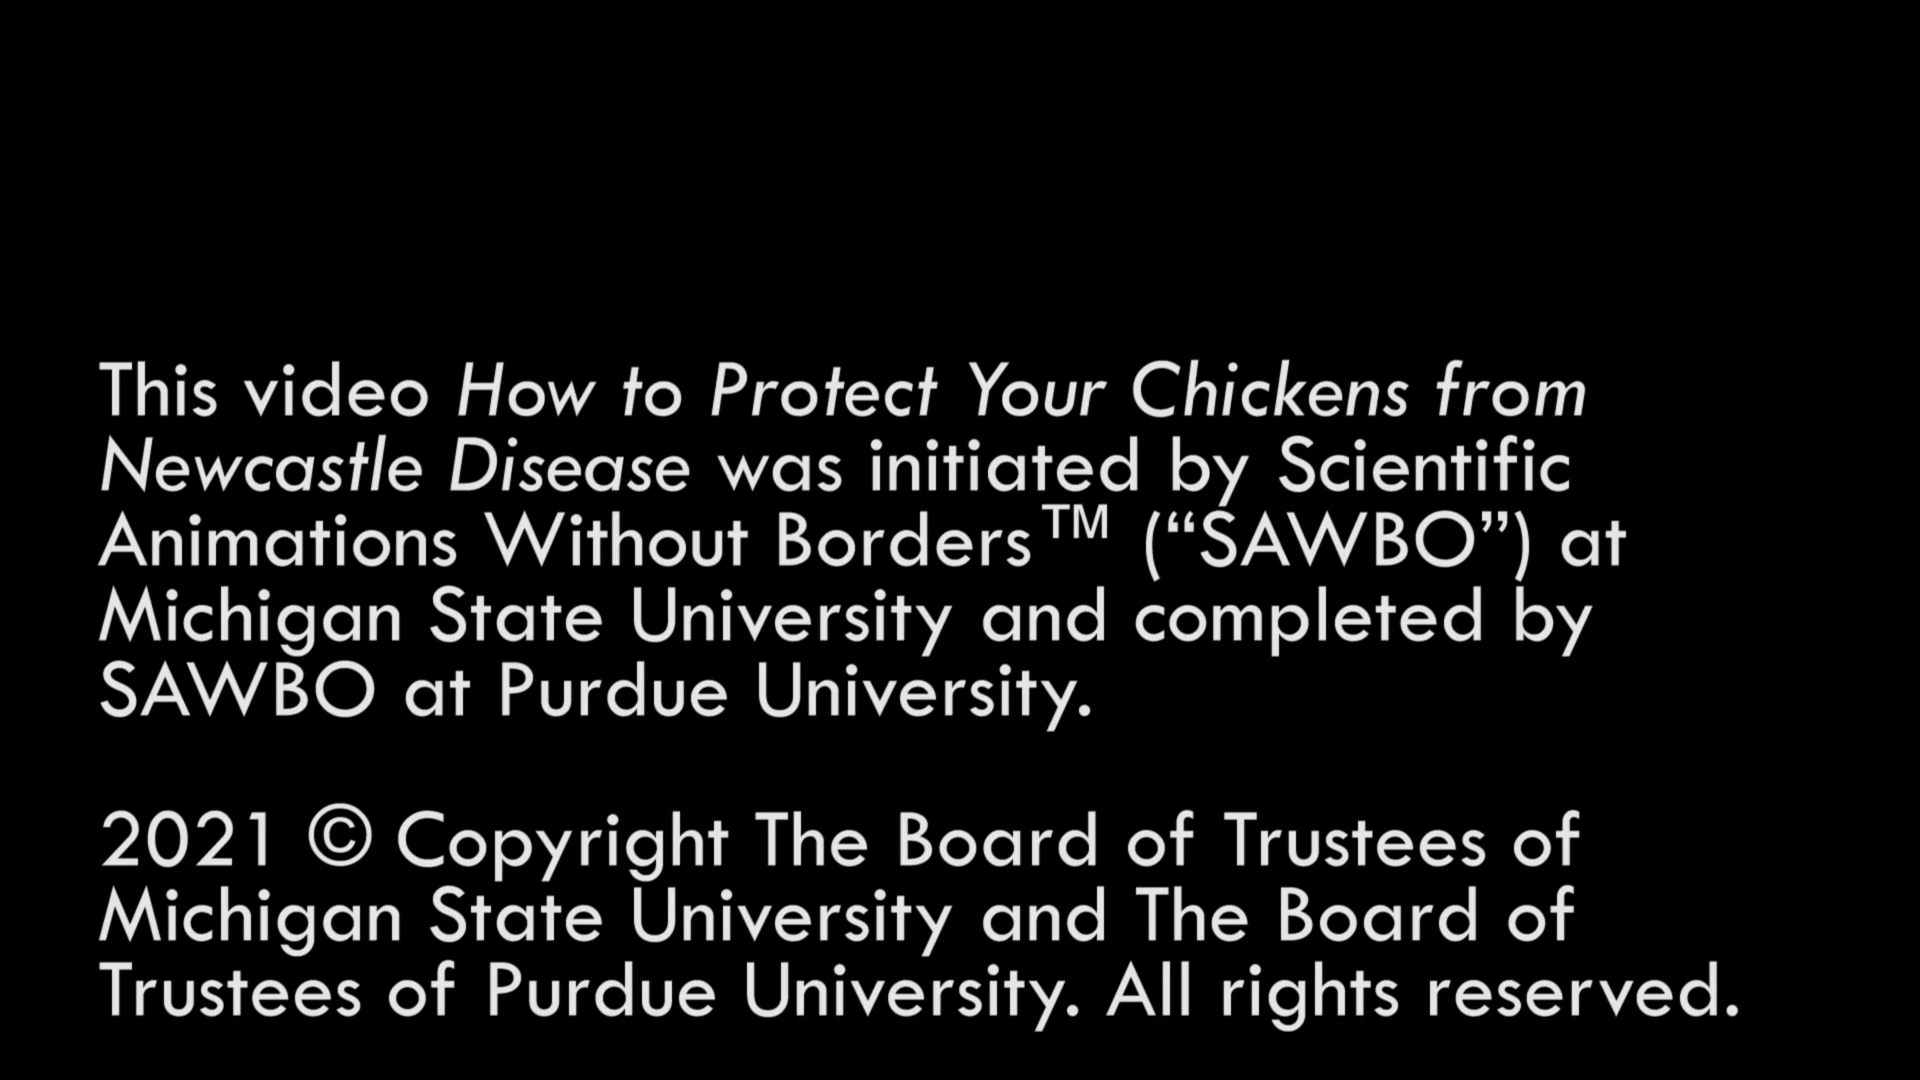 This video How to Protect Your Chickens from
Newcastle Disease was initiated by Scientific
Animations Without Borders™ (“SAWBO”) at
Michigan State University and completed by
SAWBO at Purdue University.
2021 © Copyright The Board of Trustees of
Michigan State University and The Board of
Trustees of Purdue University. All rights reserved.